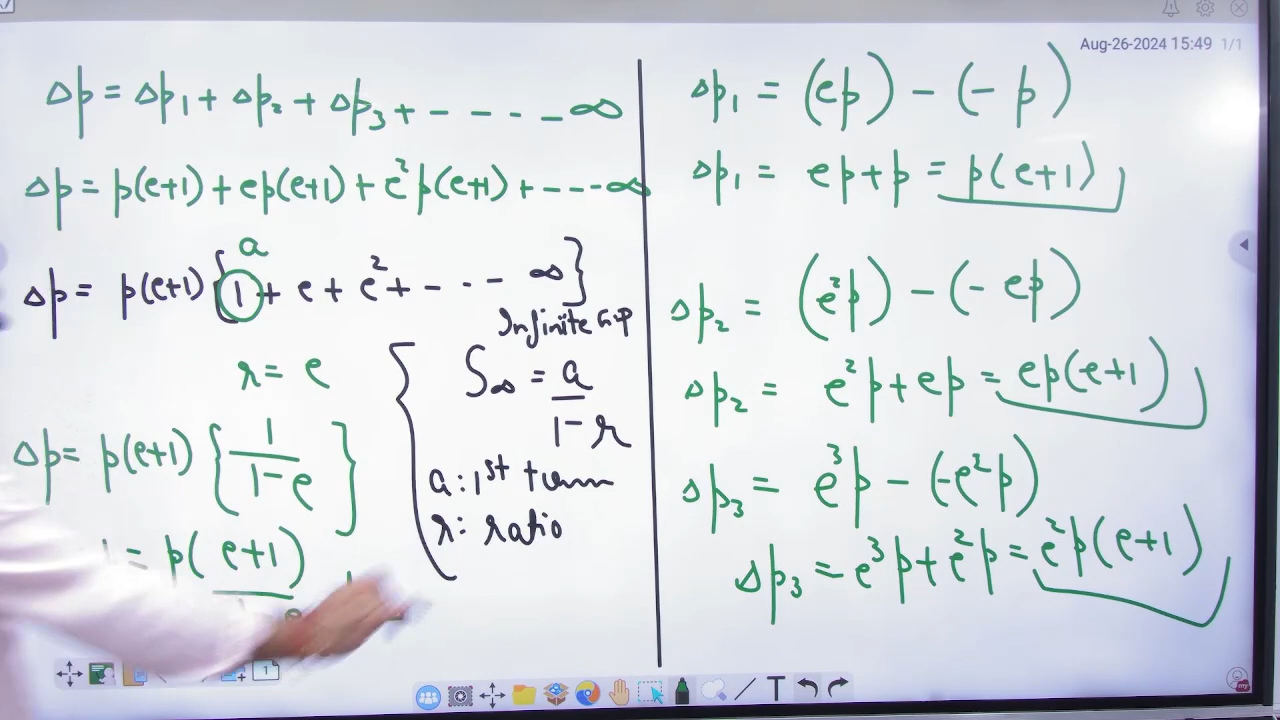 Aug-26-2024 15:49 1/1
Δp = Δp₁ + Δp₂ + Δp₃ + - - - - ∞
Δp = p(e+1) + ep(e+1) + e²p(e+1) + - - - - ∞
a
Δp = p(e+1) { 1 + e + e² + - - - - ∞ }
Infinite G.P
r = e
S∞ = a / 1-r
a : 1st term
r : ratio
Δp = p(e+1) { 1 / 1-e }
= p(e+1)
e
Δp₁ = (ep) - (- p)
Δp₁ = ep + p = p(e+1)
Δp₂ = (e²p) - (- ep)
Δp₂ = e²p + ep = ep(e+1)
Δp₃ = e³p - (-e²p)
Δp₃ = e³p + e²p = e²p(e+1)
1
T